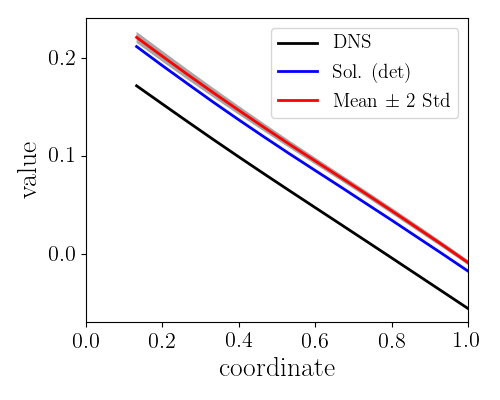 DNS
Sol. (det)
Mean ± 2 Std
value
0.2
0.1
0.0
0.0 0.2 0.4 0.6 0.8 1.0
coordinate